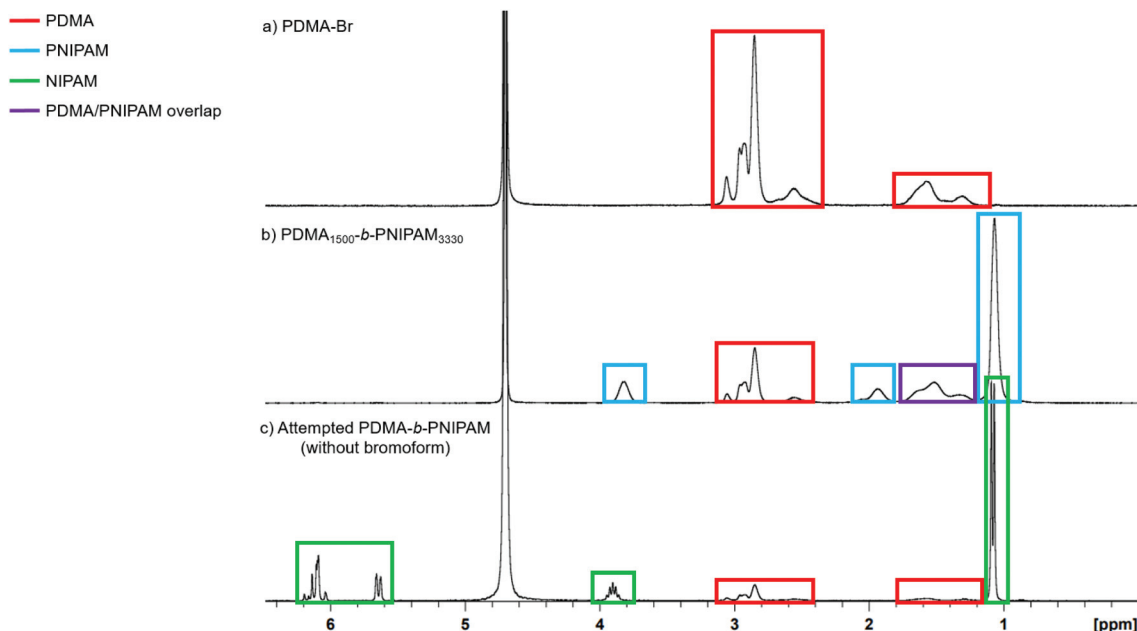 PDMA
PNIPAM
NIPAM
PDMA/PNIPAM overlap
a) PDMA-Br
b) PDMA1500-b-PNIPAM3330
c) Attempted PDMA-b-PNIPAM
(without bromoform)
6 5 4 3 2 1 [ppm]